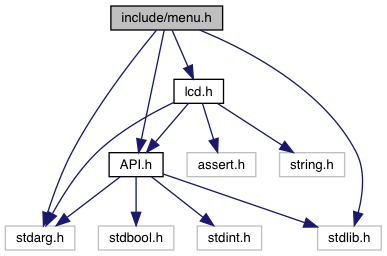 include/menu.h
lcd.h
API.h
assert.h
string.h
stdarg.h
stdbool.h
stdint.h
stdlib.h